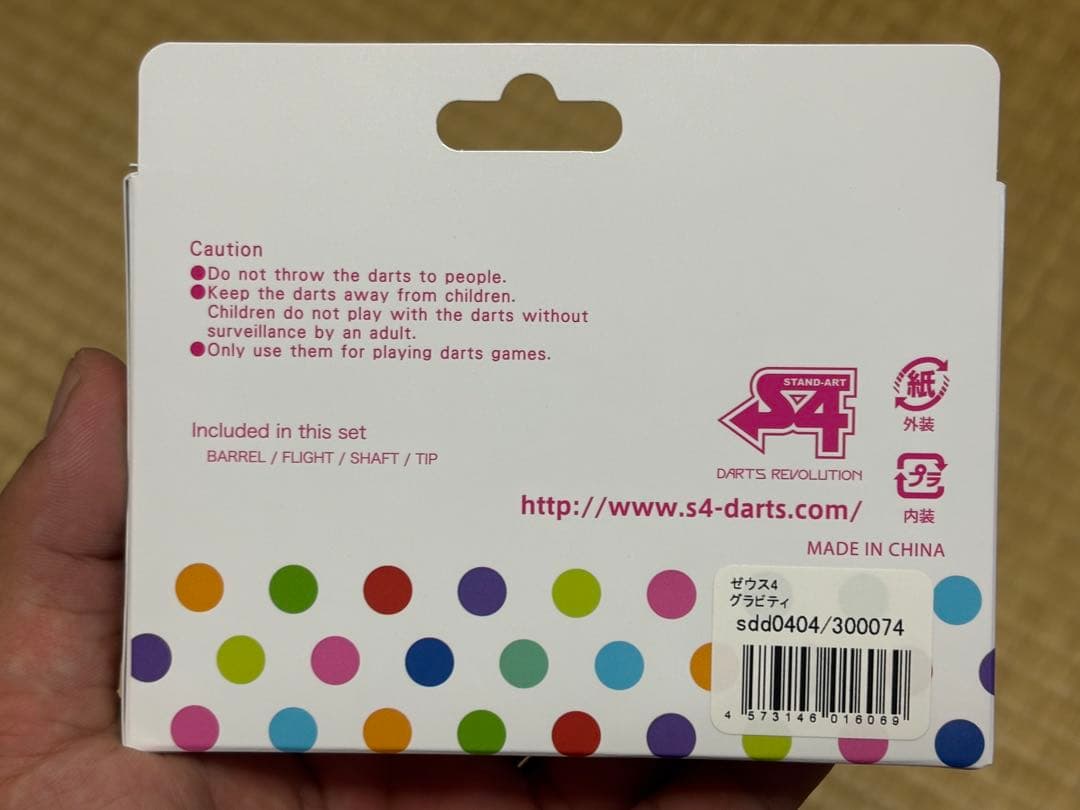 Caution
●Do not throw the darts to people.
●Keep the darts away from children.
Children do not play with the darts without
surveillance by an adult.
●Only use them for playing darts games.
Included in this set
BARREL / FLIGHT / SHAFT / TIP
STAND-ART
S4
DARTS REVOLUTION
紙
外装
プラ
内装
http://www.s4-darts.com/
MADE IN CHINA
ゼウス4
グラビティ
sdd0404/300074
4 573146 016069